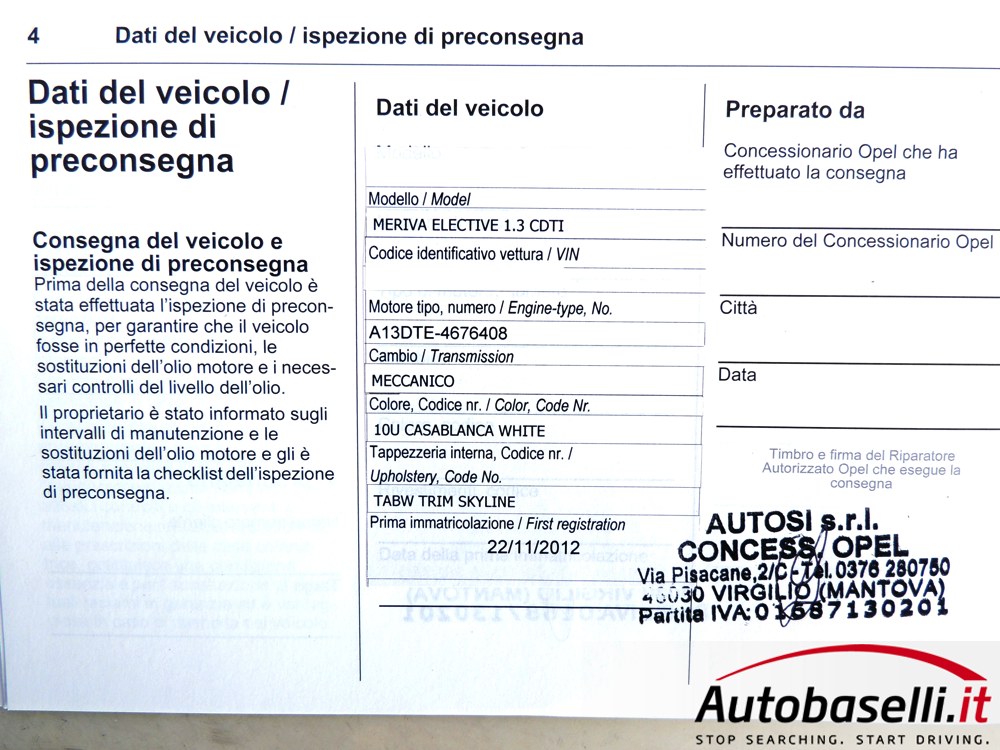 4 Dati del veicolo / ispezione di preconsegna
Dati del veicolo /
ispezione di
preconsegna
Consegna del veicolo e
ispezione di preconsegna
Prima della consegna del veicolo è
stata effettuata l'ispezione di precon-
segna, per garantire che il veicolo
fosse in perfette condizioni, le
sostituzioni dell'olio motore e i neces-
sari controlli del livello dell'olio.
Il proprietario è stato informato sugli
intervalli di manutenzione e le
sostituzioni dell'olio motore e gli è
stata fornita la checklist dell'ispezione
di preconsegna.
Dati del veicolo
Modello / Model
MERIVA ELECTIVE 1.3 CDTI
Codice identificativo vettura / VIN
Motore tipo, numero / Engine-type, No.
A13DTE-4676408
Cambio / Transmission
MECCANICO
Colore, Codice nr. / Color, Code Nr.
10U CASABLANCA WHITE
Tappezzeria interna, Codice nr. /
Upholstery, Code No.
TABW TRIM SKYLINE
Prima immatricolazione / First registration
22/11/2012
Preparato da
Concessionario Opel che ha
effettuato la consegna
Numero del Concessionario Opel
Città
Data
Timbro e firma del Riparatore
Autorizzato Opel che esegue la
consegna
AUTOSI s.r.l.
CONCESS. OPEL
Via Pisacane,2/C Tel.0376 280750
46030 VIRGILIO (MANTOVA)
Partita IVA:01587130201
Autobaselli.it
STOP SEARCHING. START DRIVING.